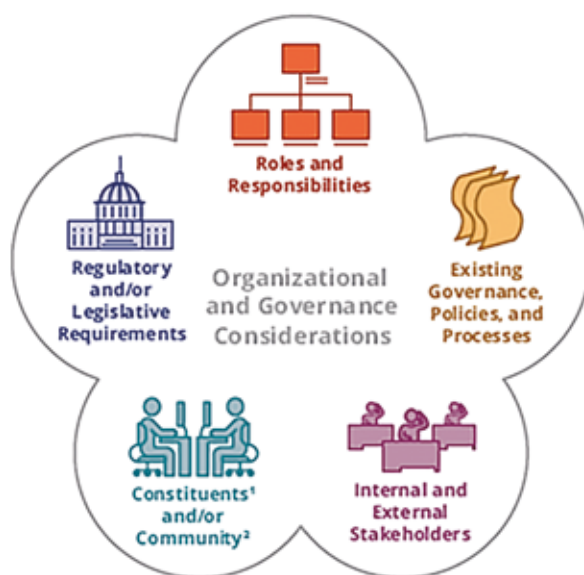 Roles and
Responsibilities
Regulatory
and/or
Legislative
Requirements
Organizational
and Governance
Considerations
Existing
Governance,
Policies, and
Processes
Constituents¹
and/or
Community²
Internal and
External
Stakeholders